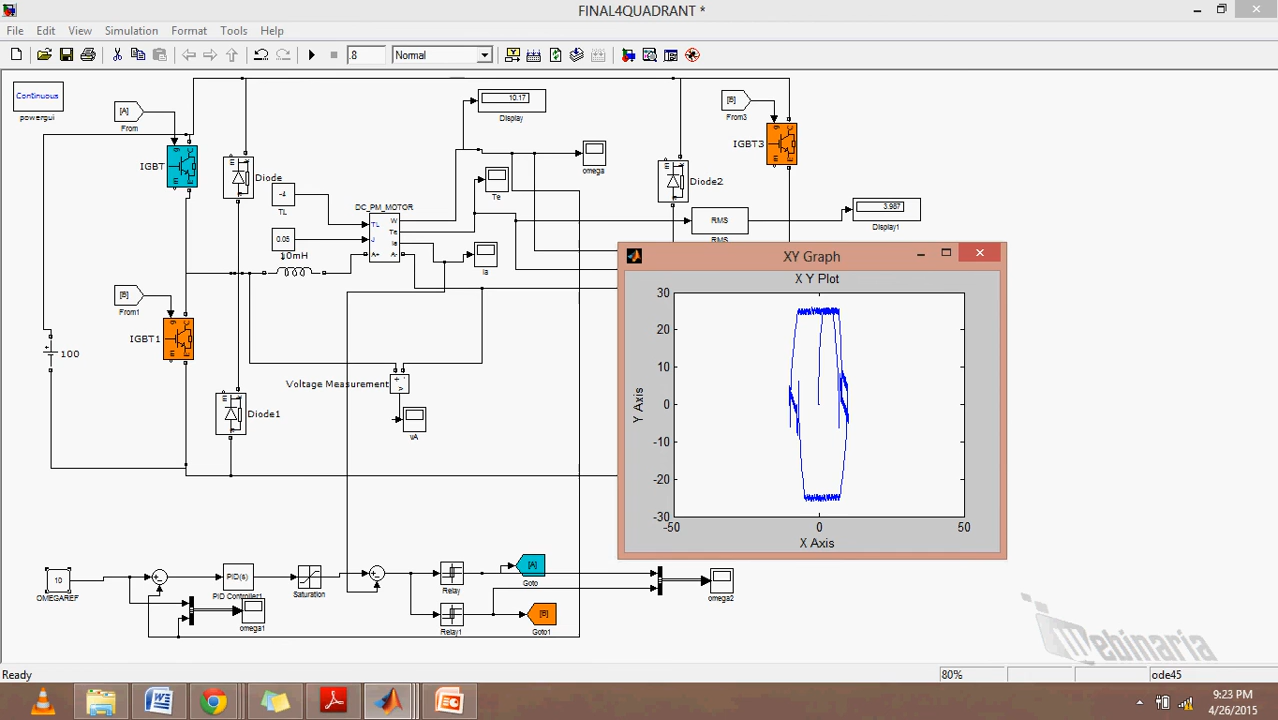 FINAL4QUADRANT *
File Edit View Simulation Format Tools Help
.8 Normal
Continuous
powergui
[A]
From
IGBT
Diode
-4
TL
0.05
10mH
DC_PM_MOTOR
TL
J
A+
W
Te
Ia
A-
10.17
Display
omega
Te
Ia
[B]
From3
IGBT3
Diode2
RMS
RMS
3.987
Display1
[B]
From1
IGBT1
100
Voltage Measurement
Diode1
vA
XY Graph
X Y Plot
30
20
10
0
-10
-20
-30
-50 0 50
Y Axis
X Axis
10
OMEGAREF
PID(s)
PID Controller1
Saturation
omega1
Relay
Relay1
[A]
Goto
[B]
Goto1
omega2
Webinaria
Ready 80% ode45
9:23 PM
4/26/2015